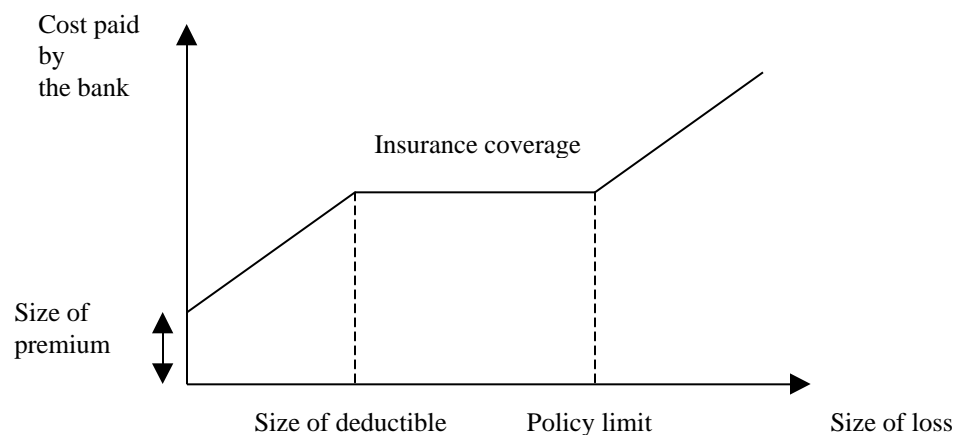 Cost paid
by
the bank
Insurance coverage
Size of
premium
Size of deductible
Policy limit
Size of loss